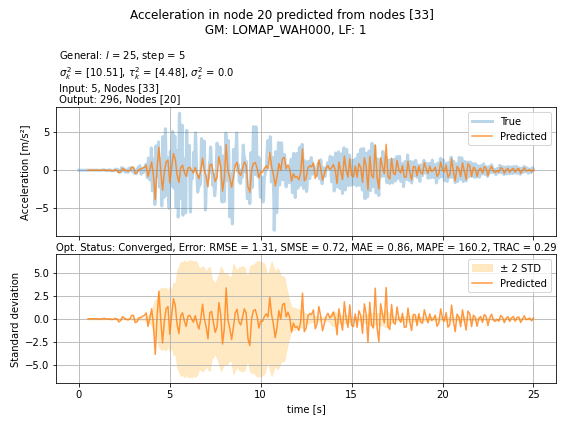 Acceleration in node 20 predicted from nodes [33]
GM: LOMAP_WAH000, LF: 1
General: l = 25, step = 5
σ²ₖ = [10.51], τ²ₖ = [4.48], σ²ε = 0.0
Input: 5, Nodes [33]
Output: 296, Nodes [20]
True
Predicted
5
0
−5
Acceleration [m/s²]
Opt. Status: Converged, Error: RMSE = 1.31, SMSE = 0.72, MAE = 0.86, MAPE = 160.2, TRAC = 0.29
± 2 STD
Predicted
5.0
2.5
0.0
−2.5
−5.0
Standard deviation
0 5 10 15 20 25
time [s]